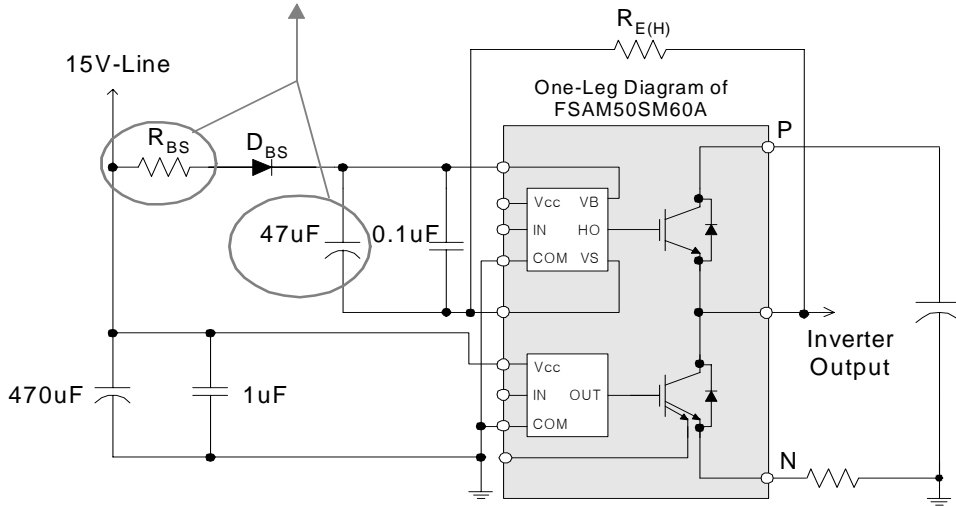 R_E(H)
15V-Line
One-Leg Diagram of
FSAM50SM60A
P
R_BS
D_BS
Vcc VB
IN HO
COM VS
47uF
0.1uF
Inverter
Output
Vcc
IN OUT
COM
470uF
1uF
N